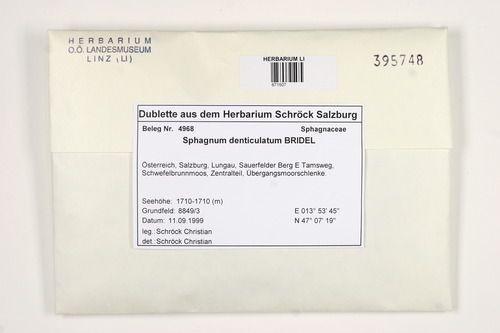 HERBARIUM
O.Ö. LANDESMUSEUM
LINZ (LI)
HERBARIUM LI
671507
395748
Dublette aus dem Herbarium Schröck Salzburg
Beleg Nr. 4968 Sphagnaceae
Sphagnum denticulatum BRIDEL
Österreich, Salzburg, Lungau, Sauerfelder Berg E Tamsweg,
Schwefelbrunnmoos, Zentralteil, Übergangsmoorschlenke.
Seehöhe: 1710-1710 (m)
Grundfeld: 8849/3 E 013° 53' 45"
Datum: 11.09.1999 N 47° 07' 19"
leg.: Schröck Christian
det.: Schröck Christian